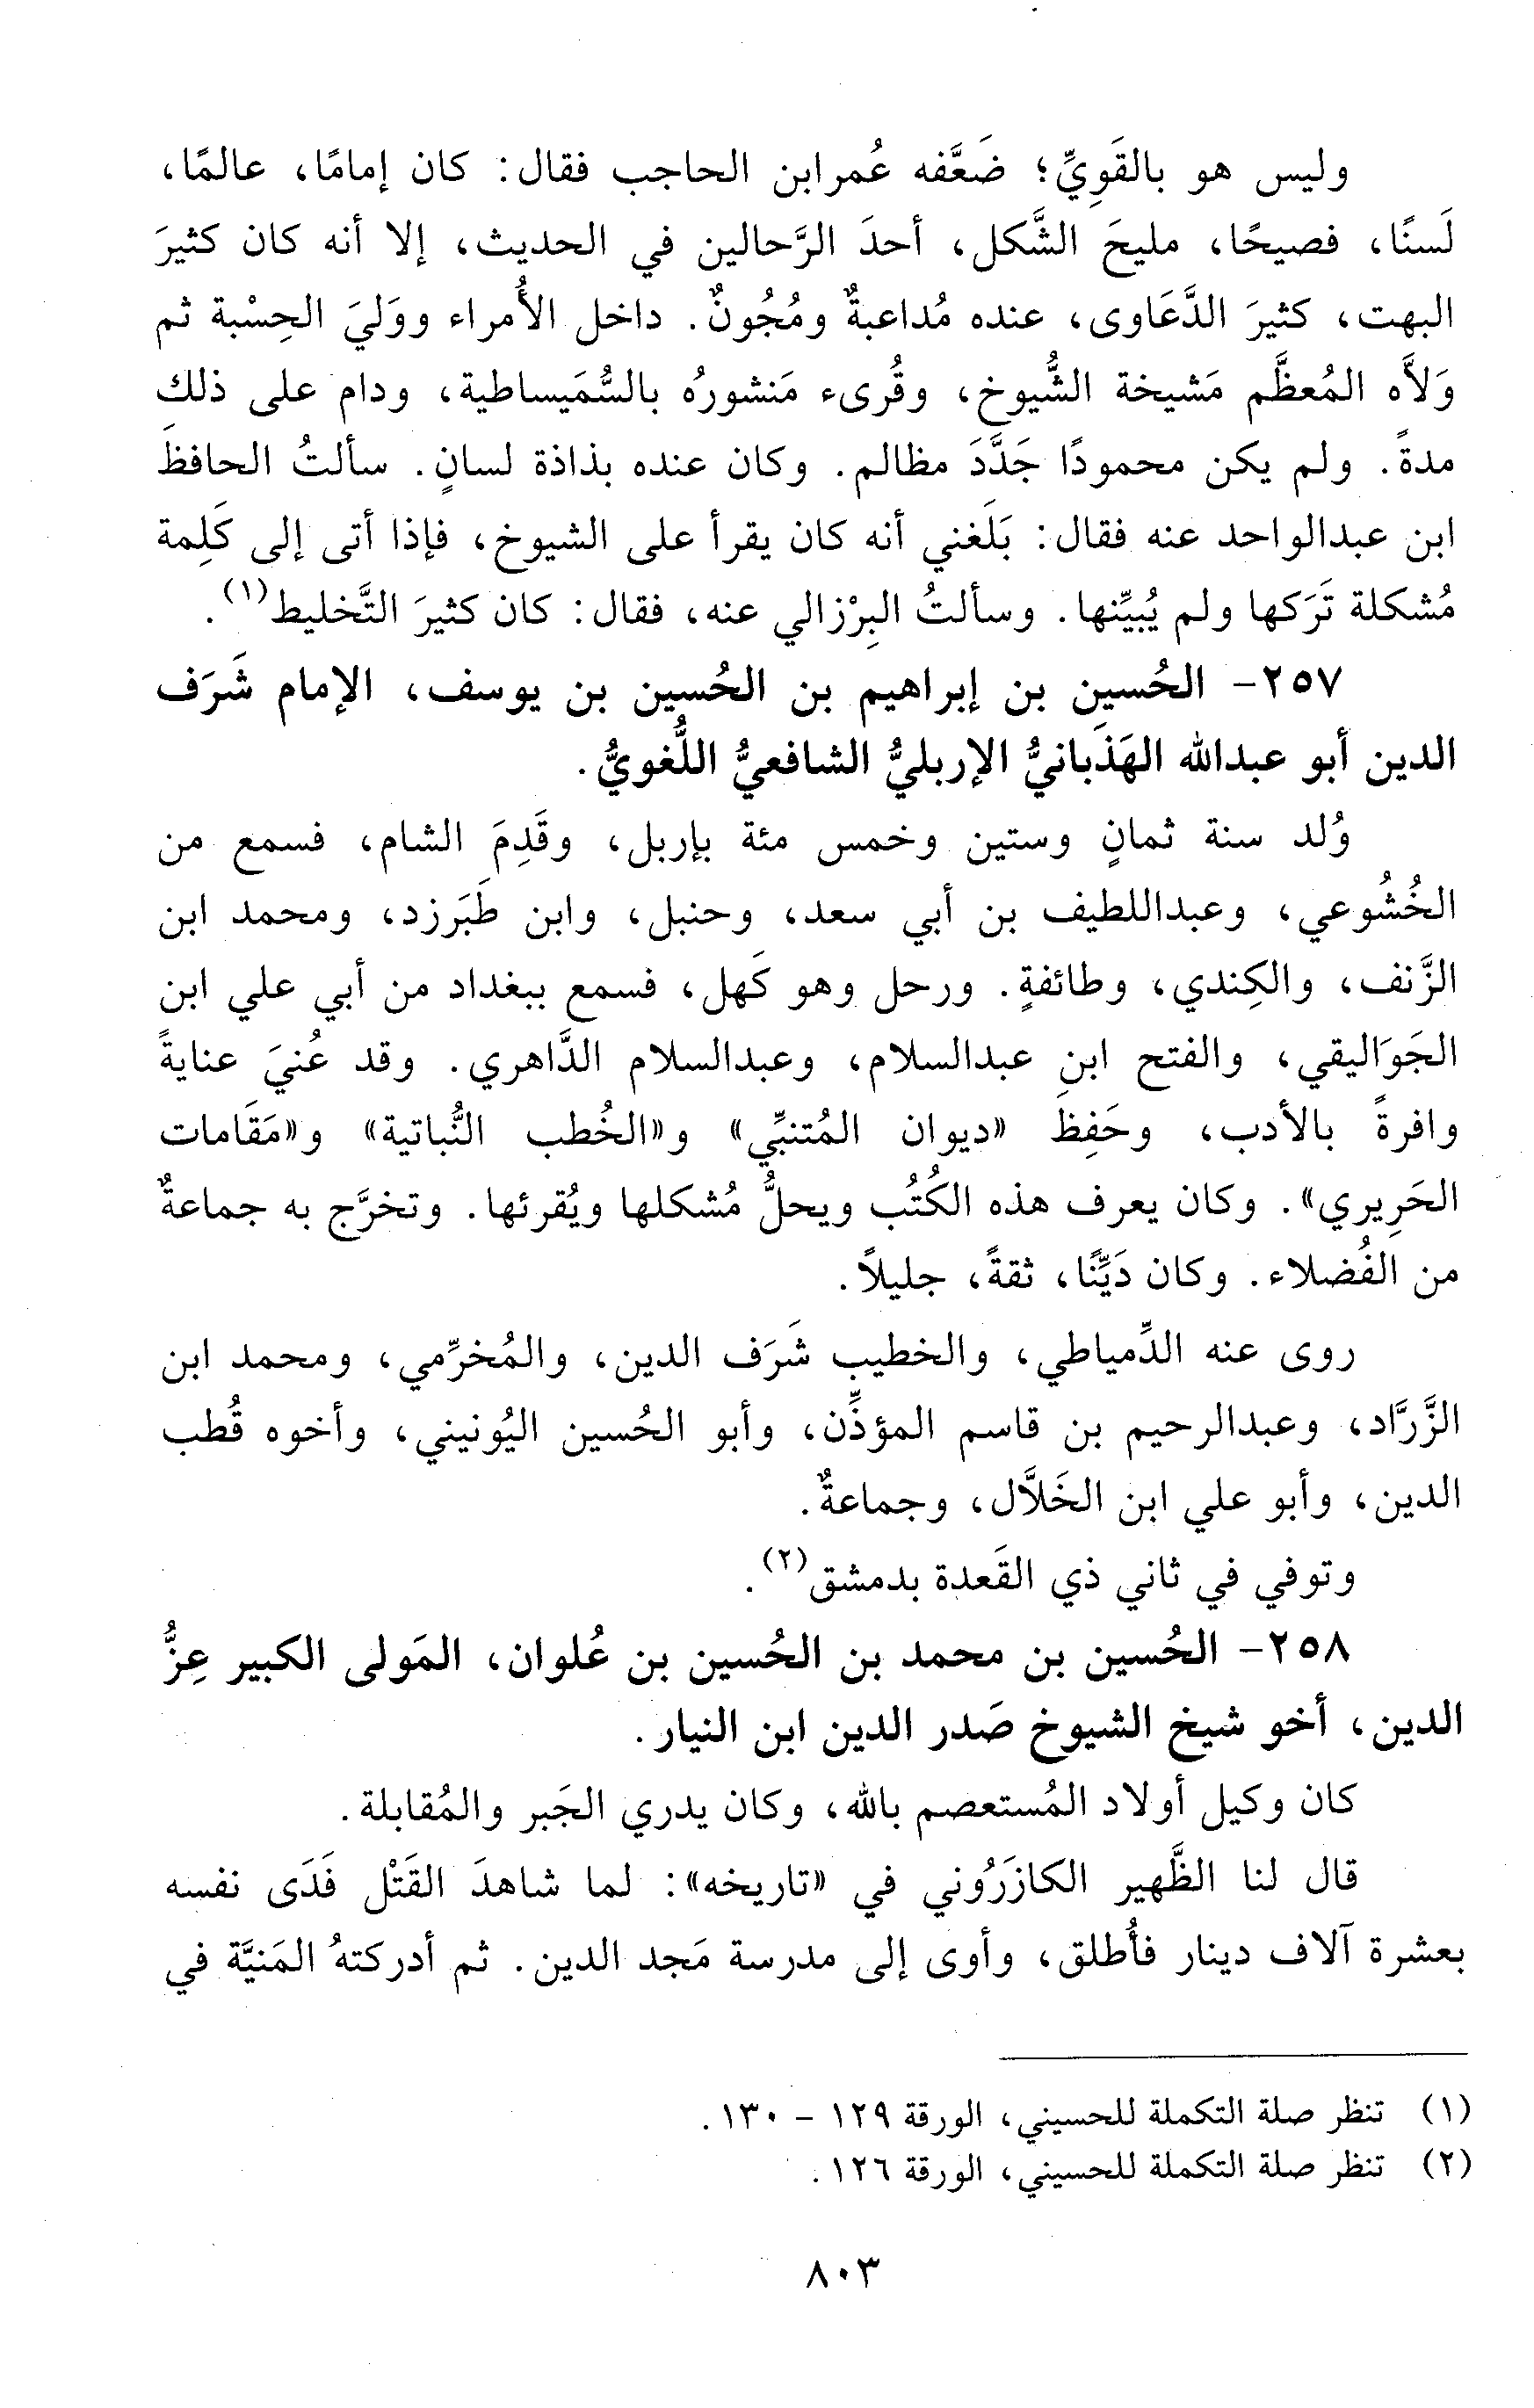 وليس هو بالقَوِيِّ؛ ضَعَّفه عُمرابن الحاجب فقال: كان إمامًا، عالمًا،
لَسنًا، فصيحًا، مليحَ الشَّكل، أحدَ الرَّحالين في الحديث، إلا أنه كان كثيرَ
البهت، كثيرَ الدَّعَاوى، عنده مُداعبةٌ ومُجُونٌ. داخل الأُمراء ووَليَ الحِسْبة ثم
وَلاَّه المُعظَّم مَشيخة الشُّيوخ، وقُرىء مَنشورُه بالسُّمَيساطية، ودام على ذلك
مدةً. ولم يكن محمودًا جَدَّدَ مظالم. وكان عنده بذاذة لسانٍ. سألتُ الحافظَ
ابن عبدالواحد عنه فقال: بَلَغني أنه كان يقرأ على الشيوخ، فإذا أتى إلى كَلِمة
مُشكلة تَرَكها ولم يُبيِّنها. وسألتُ البِرْزالي عنه، فقال: كان كثيرَ التَّخليط(١).
٢٥٧- الحُسين بن إبراهيم بن الحُسين بن يوسف، الإمام شَرَف
الدين أبو عبدالله الهَذَبانيُّ الإربليُّ الشافعيُّ اللُّغويُّ.
وُلد سنة ثمانٍ وستين وخمس مئة بإربل، وقَدِمَ الشام، فسمع من
الخُشُوعي، وعبداللطيف بن أبي سعد، وحنبل، وابن طَبَرزد، ومحمد ابن
الزَّنف، والكِندي، وطائفةٍ. ورحل وهو كَهل، فسمع ببغداد من أبي علي ابن
الجَوَاليقي، والفتح ابنِ عبدالسلام، وعبدالسلام الدَّاهري. وقد عُنيَ عنايةً
وافرةً بالأدب، وحَفِظَ «ديوان المُتنبِّي» و«الخُطب النُّباتية» و«مَقَامات
الحَرِيري». وكان يعرف هذه الكُتُب ويحلُّ مُشكلها ويُقرئها. وتخرَّج به جماعةٌ
من الفُضلاء. وكان دَيِّنًا، ثقةً، جليلاً.
روى عنه الدِّمياطي، والخطيب شَرَف الدين، والمُخرِّمي، ومحمد ابن
الزَّرَّاد، وعبدالرحيم بن قاسم المؤذِّن، وأبو الحُسين اليُونيني، وأخوه قُطب
الدين، وأبو علي ابن الخَلاَّل، وجماعةٌ.
وتوفي في ثاني ذي القَعدة بدمشق(٢).
٢٥٨- الحُسين بن محمد بن الحُسين بن عُلوان، المَولى الكبير عِزُّ
الدين، أخو شيخ الشيوخ صَدر الدين ابن النيار.
كان وكيل أولاد المُستعصم بالله، وكان يدري الجَبر والمُقابلة.
قال لنا الظَّهير الكازَرُوني في «تاريخه»: لما شاهدَ القَتْل فَدَى نفسه
بعشرة آلاف دينار فأُطلق، وأوى إلى مدرسة مَجد الدين. ثم أدركتهُ المَنيَّة في
(١) تنظر صلة التكملة للحسيني، الورقة ١٢٩ - ١٣٠.
(٢) تنظر صلة التكملة للحسيني، الورقة ١٢٦.
٨٠٣